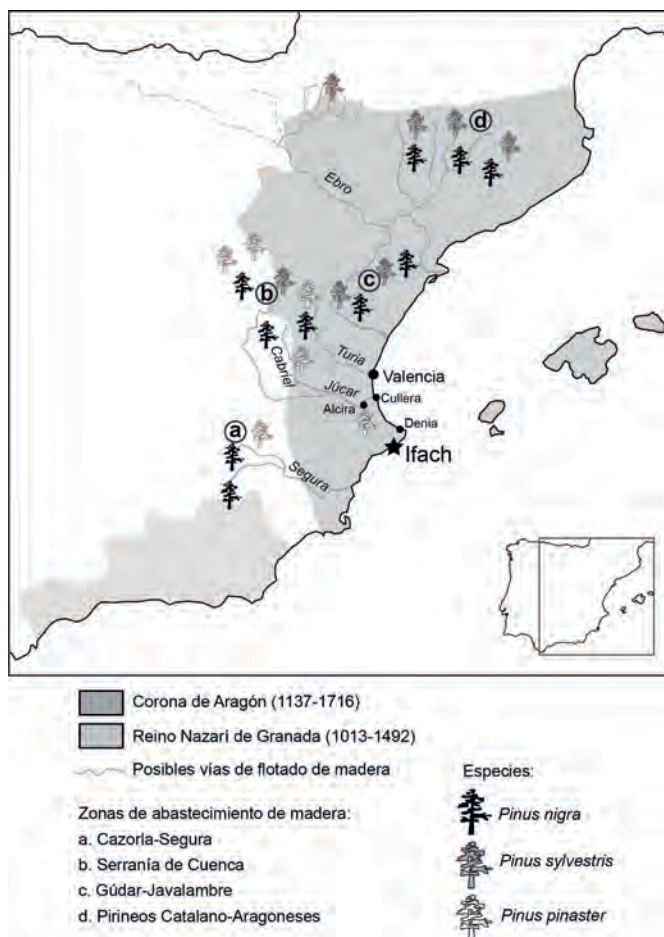 d
Ebro
c
b
Turia
Valencia
Cabriel
Cullera
Júcar
Alcira
Denia
Ifach
a
Segura
Corona de Aragón (1137-1716)
Reino Nazari de Granada (1013-1492)
Posibles vías de flotado de madera
Zonas de abastecimiento de madera:
a. Cazorla-Segura
b. Serranía de Cuenca
c. Gúdar-Javalambre
d. Pirineos Catalano-Aragoneses
Especies:
Pinus nigra
Pinus sylvestris
Pinus pinaster